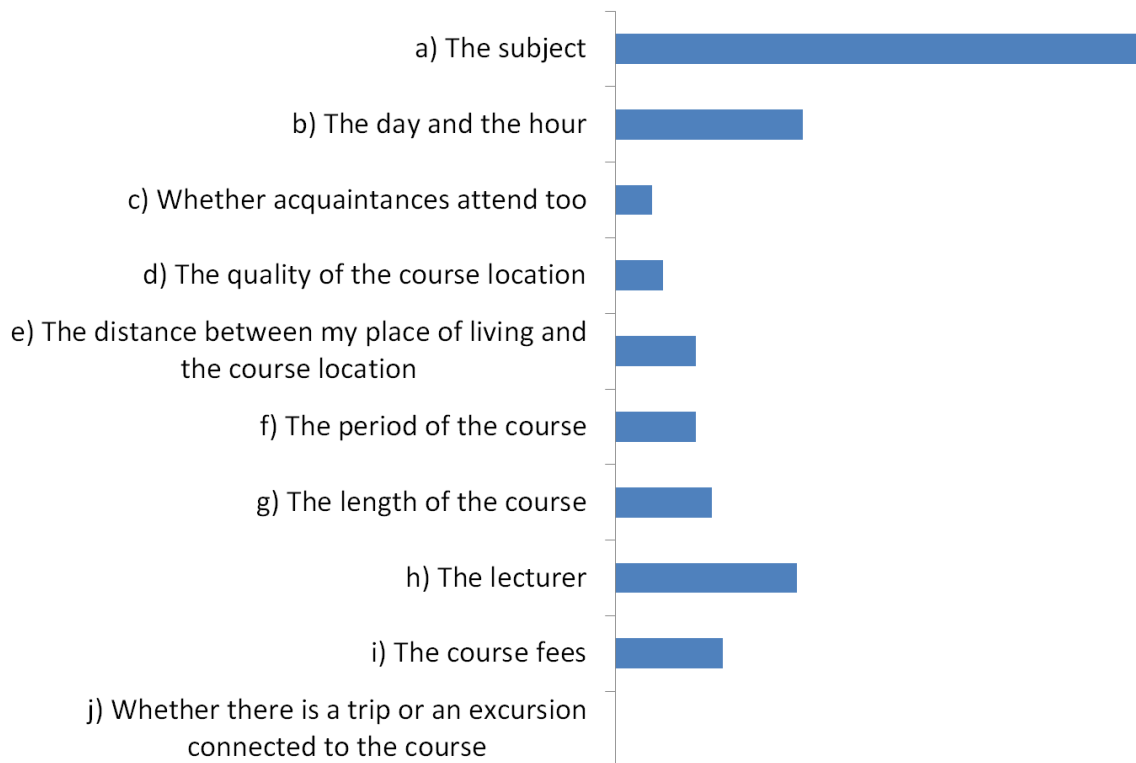 a) The subject
b) The day and the hour
c) Whether acquaintances attend too
d) The quality of the course location
e) The distance between my place of living and
the course location
f) The period of the course
g) The length of the course
h) The lecturer
i) The course fees
j) Whether there is a trip or an excursion
connected to the course